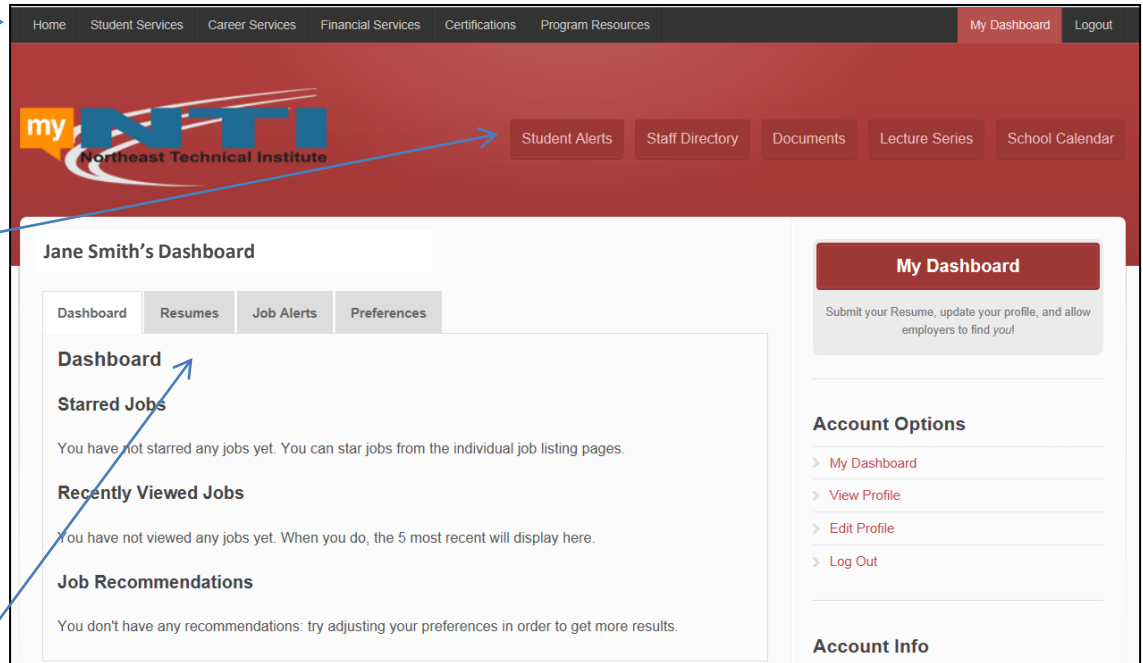 Home Student Services Career Services Financial Services Certifications Program Resources My Dashboard Logout
my NTI
Northeast Technical Institute
Student Alerts Staff Directory Documents Lecture Series School Calendar
Jane Smith’s Dashboard
Dashboard Resumes Job Alerts Preferences
Dashboard
Starred Jobs
You have not starred any jobs yet. You can star jobs from the individual job listing pages.
Recently Viewed Jobs
You have not viewed any jobs yet. When you do, the 5 most recent will display here.
Job Recommendations
You don't have any recommendations: try adjusting your preferences in order to get more results.
My Dashboard
Submit your Resume, update your profile, and allow
employers to find you!
Account Options
My Dashboard
View Profile
Edit Profile
Log Out
Account Info